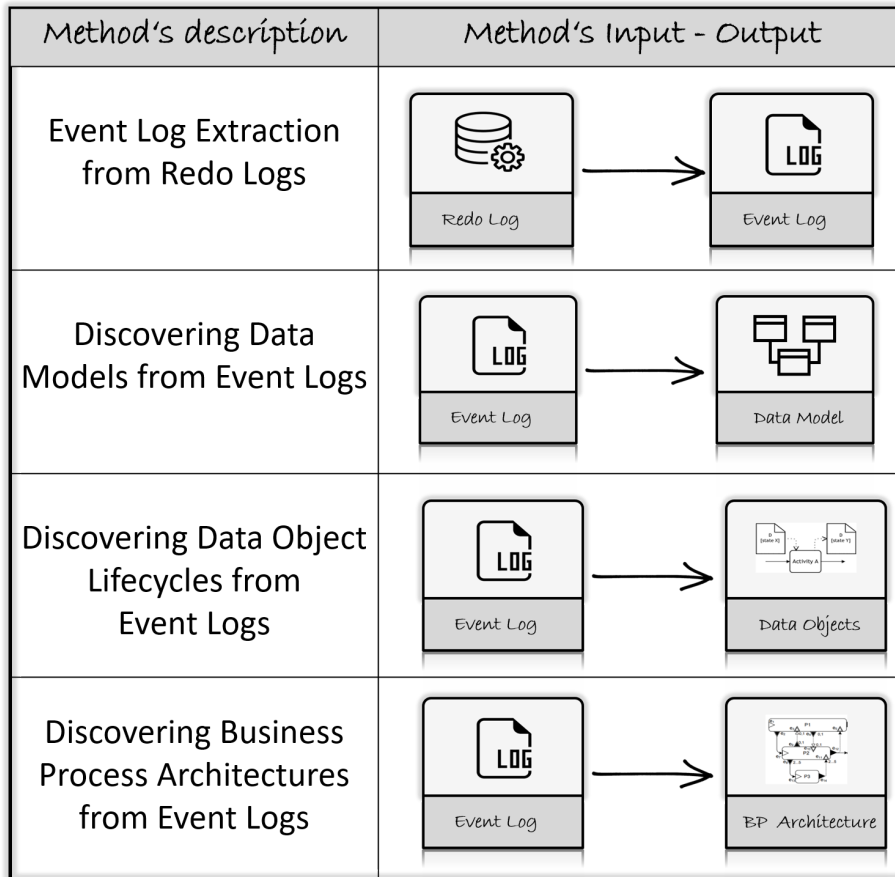 Method's description
Method's Input - Output
Event Log Extraction
from Redo Logs
LOG
Redo Log
Event Log
Discovering Data
Models from Event Logs
LOG
Event Log
Data Model
Discovering Data Object
Lifecycles from
Event Logs
LOG
D
[state X]
D
[state Y]
Activity A
Event Log
Data Objects
Discovering Business
Process Architectures
from Event Logs
LOG
P1
P2
P3
Event Log
BP Architecture